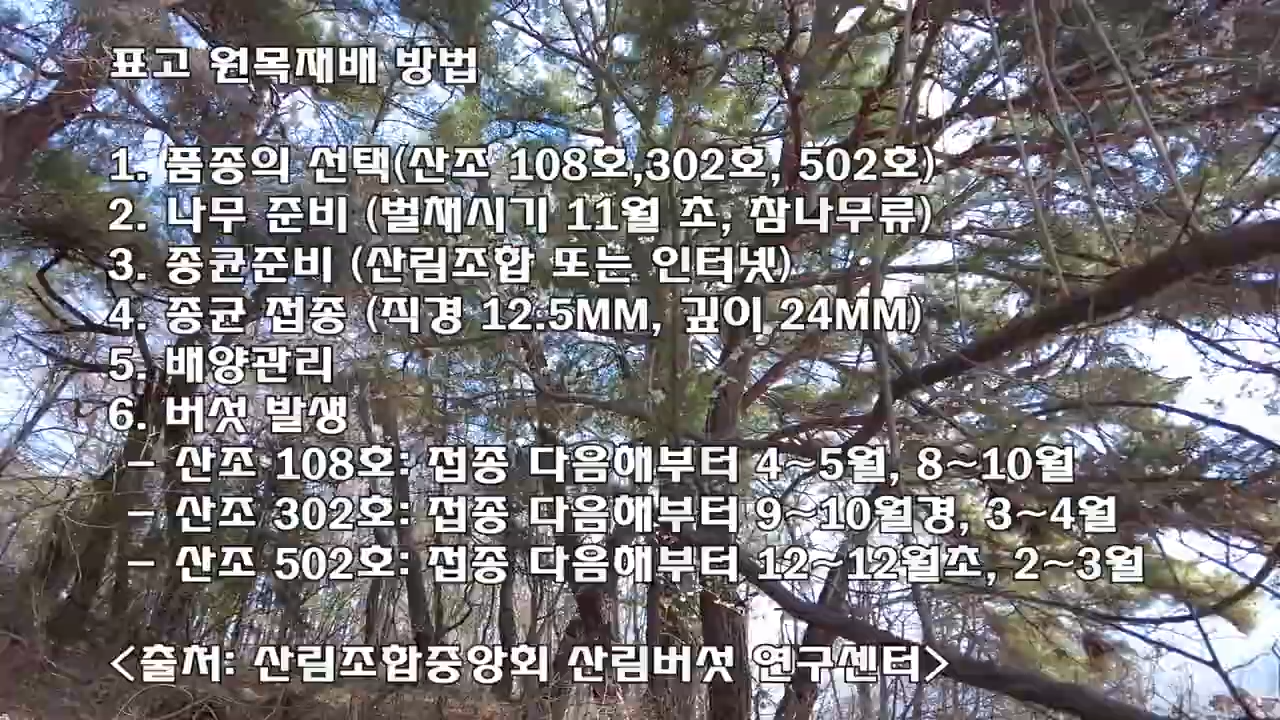 표고 원목재배 방법
1. 품종의 선택(산조 108호,302호, 502호)
2. 나무 준비 (벌채시기 11월 초, 참나무류)
3. 종균준비 (산림조합 또는 인터넷)
4. 종균 접종 (직경 12.5MM, 깊이 24MM)
5. 배양관리
6. 버섯 발생
- 산조 108호: 접종 다음해부터 4~5월, 8~10월
- 산조 302호: 접종 다음해부터 9~10월경, 3~4월
- 산조 502호: 접종 다음해부터 12~12월초, 2~3월
<출처: 산림조합중앙회 산림버섯 연구센터>